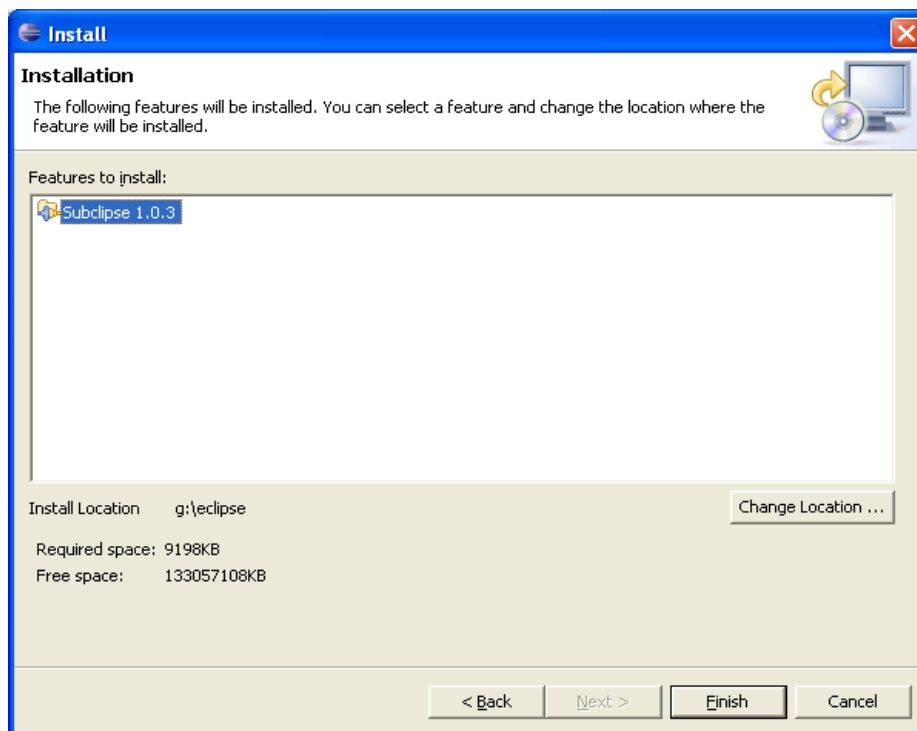 Install
Installation
The following features will be installed. You can select a feature and change the location where the
feature will be installed.
Features to install:
Subclipse 1.0.3
Install Location g:\eclipse
Change Location ...
Required space: 9198KB
Free space: 133057108KB
< Back Next > Finish Cancel